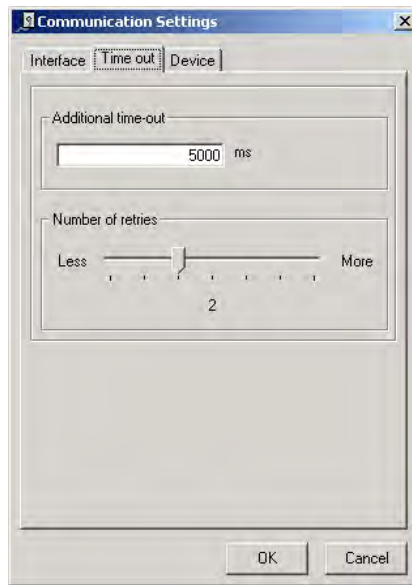 Communication Settings
Interface Time out Device
Additional time-out
5000 ms
Number of retries
Less More
2
OK Cancel